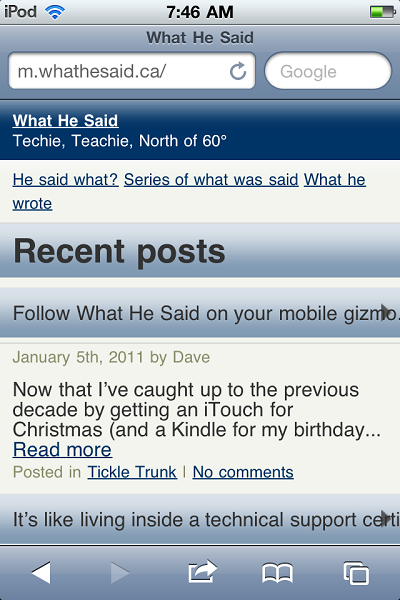 iPod 7:46 AM
What He Said
m.whathesaid.ca/ Google
What He Said
Techie, Teachie, North of 60°
He said what? Series of what was said What he
wrote
Recent posts
Follow What He Said on your mobile gizmo.
January 5th, 2011 by Dave
Now that I've caught up to the previous
decade by getting an iTouch for
Christmas (and a Kindle for my birthday...
Read more
Posted in Tickle Trunk | No comments
It's like living inside a technical support certi